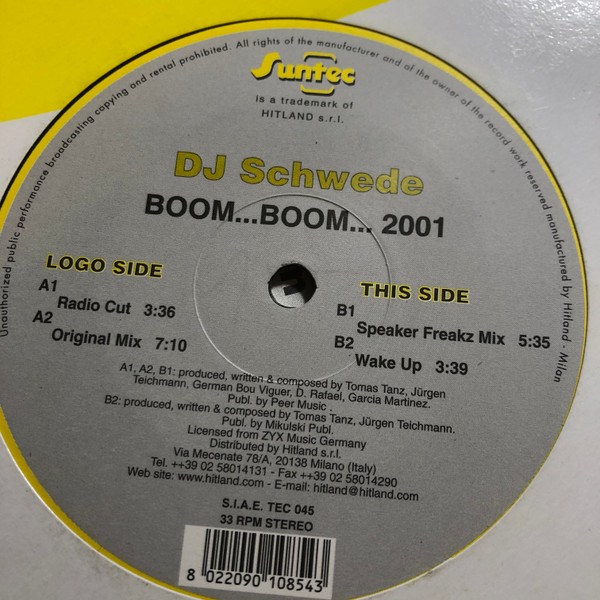 Unauthorized public performance broadcasting copying and rental prohibited. All rights of the manufacturer and of the owner of the record work reserved manufactured by Hitland - Milan
Suntec
is a trademark of
HITLAND s.r.l.
DJ Schwede
BOOM...BOOM... 2001
LOGO SIDE
A1
Radio Cut 3:36
A2
Original Mix 7:10
THIS SIDE
B1
Speaker Freakz Mix 5:35
B2
Wake Up 3:39
A1, A2, B1: produced, written & composed by Tomas Tanz, Jürgen
Teichmann, German Bou Viguer, D. Rafael, Garcia Martinez.
Publ. by Peer Music .
B2: produced, written & composed by Tomas Tanz, Jürgen Teichmann.
Publ. by Mikulski Publ.
Licensed from ZYX Music Germany
Distributed by Hitland s.r.l.
Via Mecenate 78/A, 20138 Milano (Italy)
Tel. ++39 02 58014131 - Fax ++39 02 58014290
Web site: www.hitland.com - E-mail: hitland@hitland.com
S.I.A.E. TEC 045
33 RPM STEREO
8 022090 108543